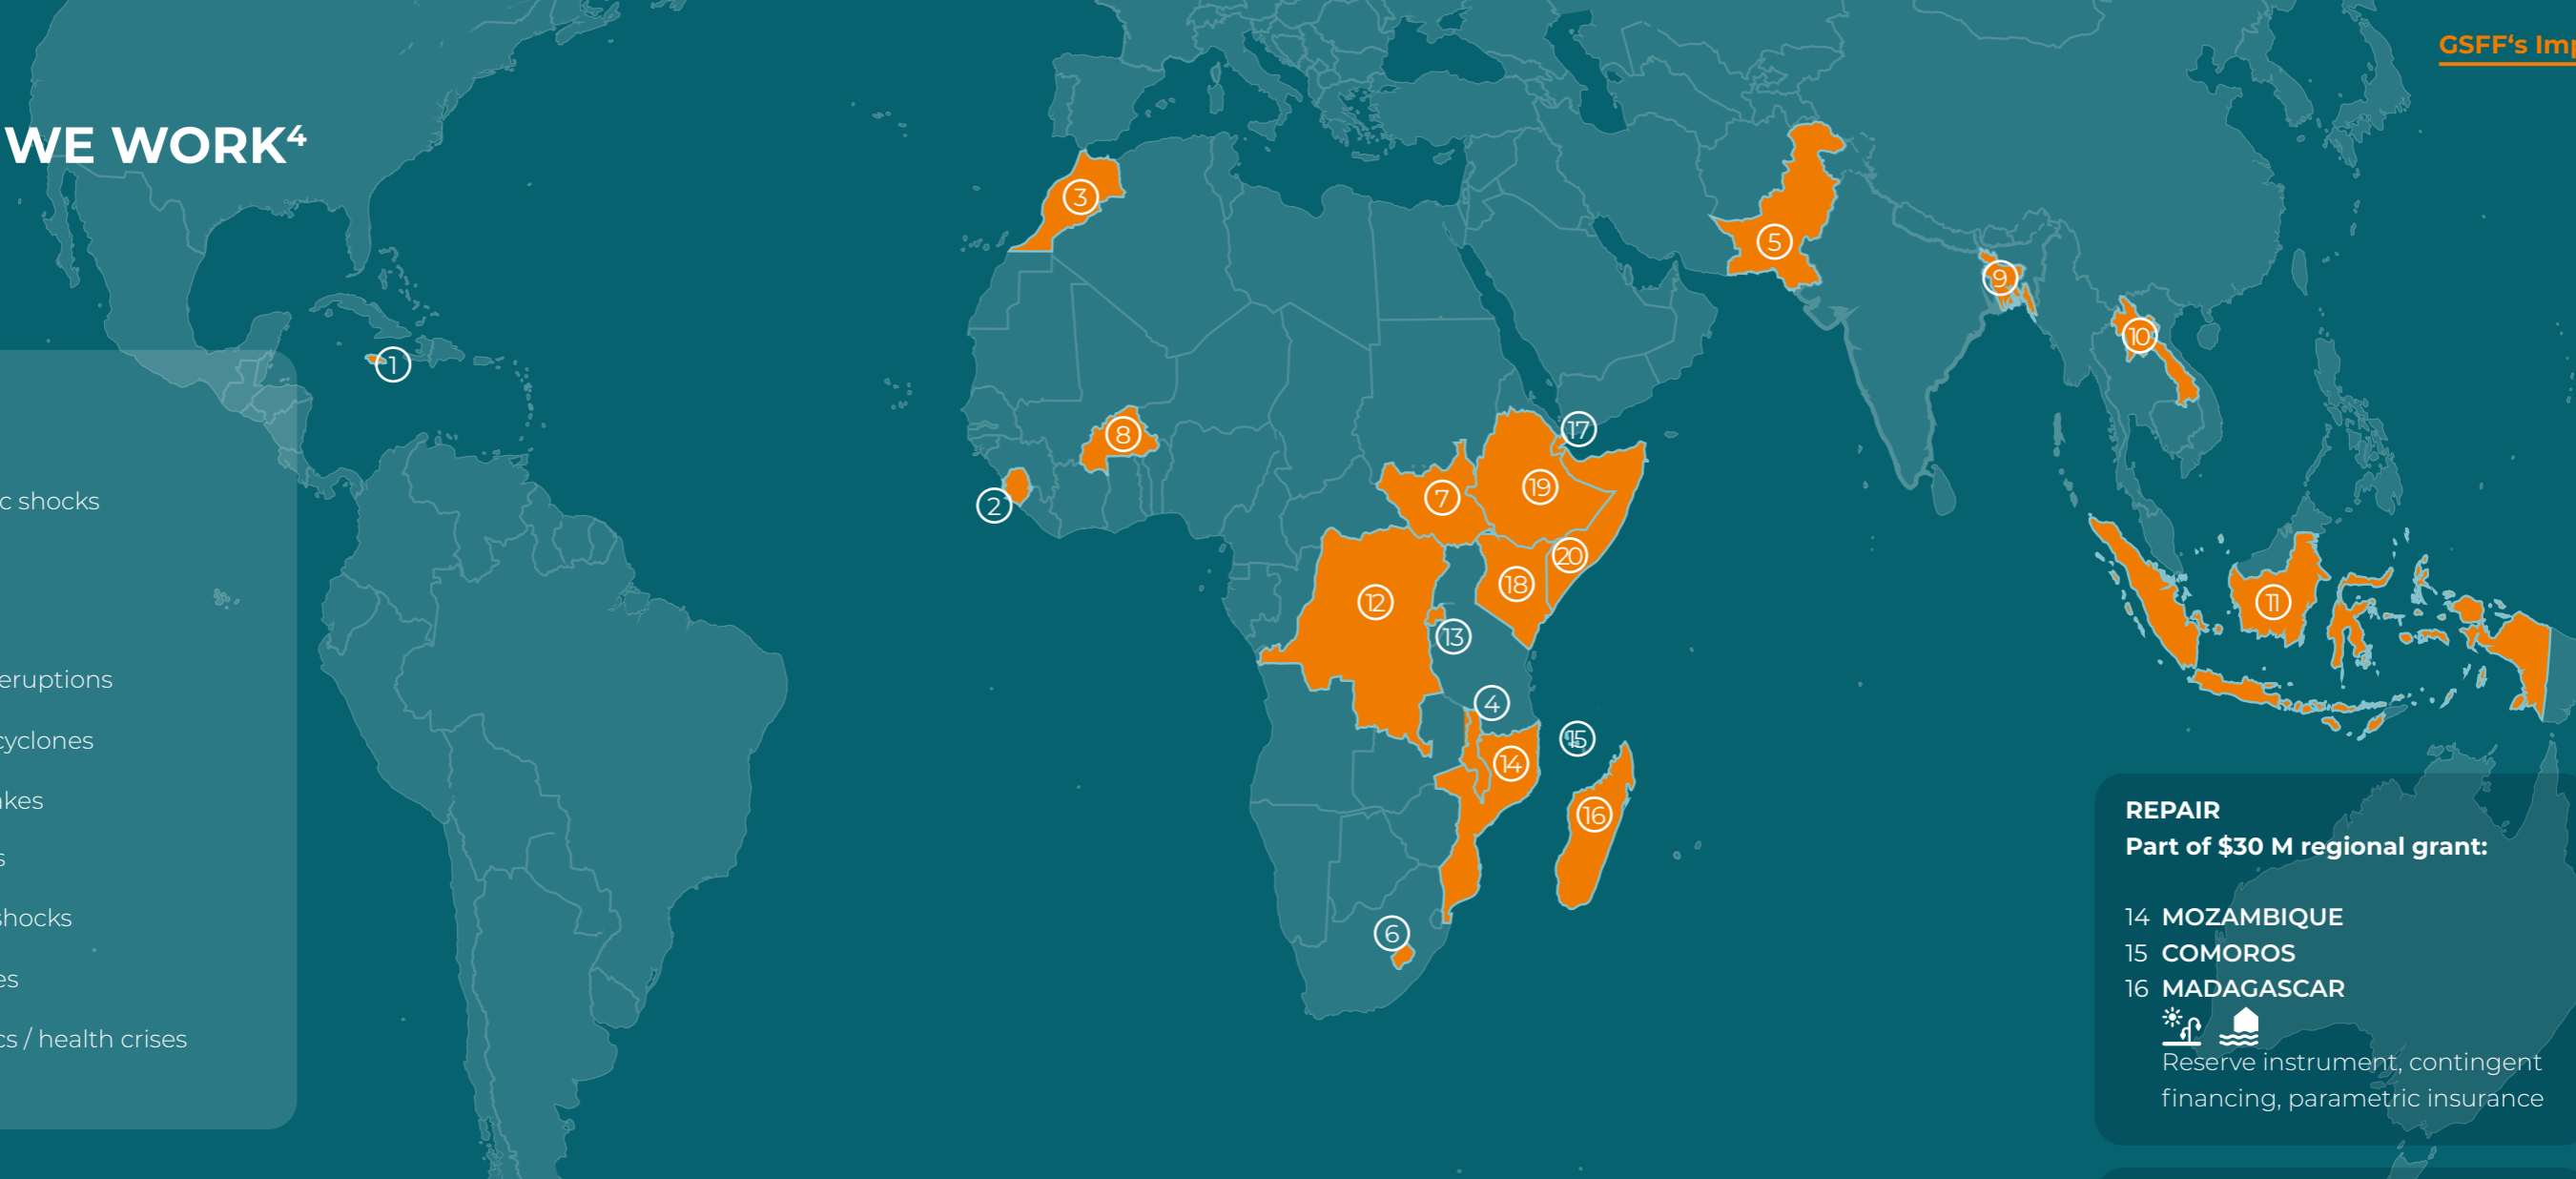 GSFF‘s Imp
WE WORK⁴
c shocks
eruptions
cyclones
akes
s
shocks
es
cs / health crises
1
2
3
4
5
6
7
8
9
10
11
12
13
14
15
16
17
18
19
20
REPAIR
Part of $30 M regional grant:
14 MOZAMBIQUE
15 COMOROS
16 MADAGASCAR
Reserve instrument, contingent
financing, parametric insurance